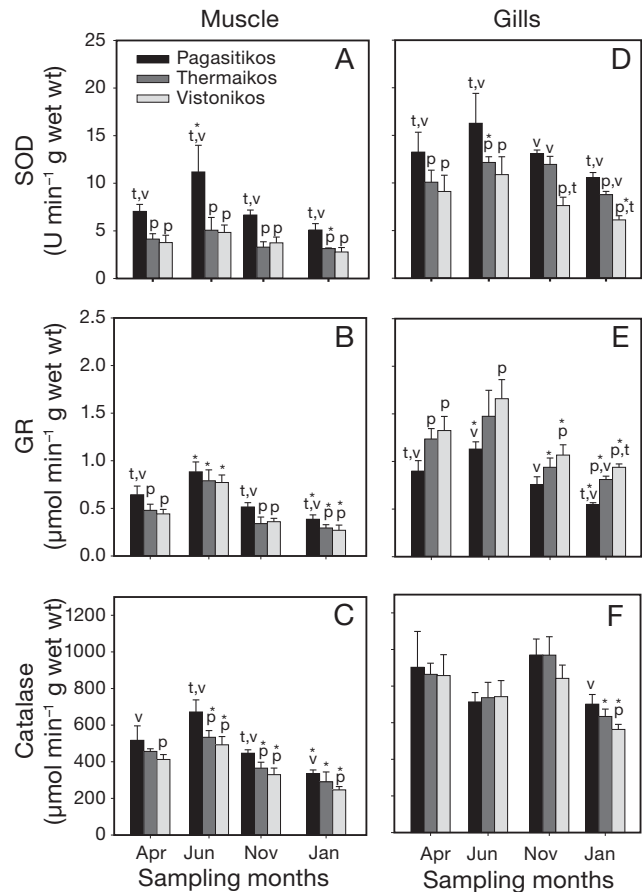 Muscle
Gills
SOD
(U min⁻¹ g wet wt)
25
20
15
10
5
0
A
Pagasitikos
Thermaikos
Vistonikos
t,v p p
* t,v p p
t,v p p
t,v * p p
D
t,v p p
t,v * p
v v p,t
t,v p,v * p,t
GR
(µmol min⁻¹ g wet wt)
2.5
2.0
1.5
1.0
0.5
0.0
B
t,v p p
* * *
t,v p p
* t,v * p * p
E
t,v p p
* v p
v * * p
* t,v * p,v * p,t
Catalase
(µmol min⁻¹ g wet wt)
1200
1000
800
600
400
200
0
C
v p
t,v * p * p
t,v * p * p
* v * * p
F
v * * p
Apr Jun Nov Jan
Apr Jun Nov Jan
Sampling months
Sampling months